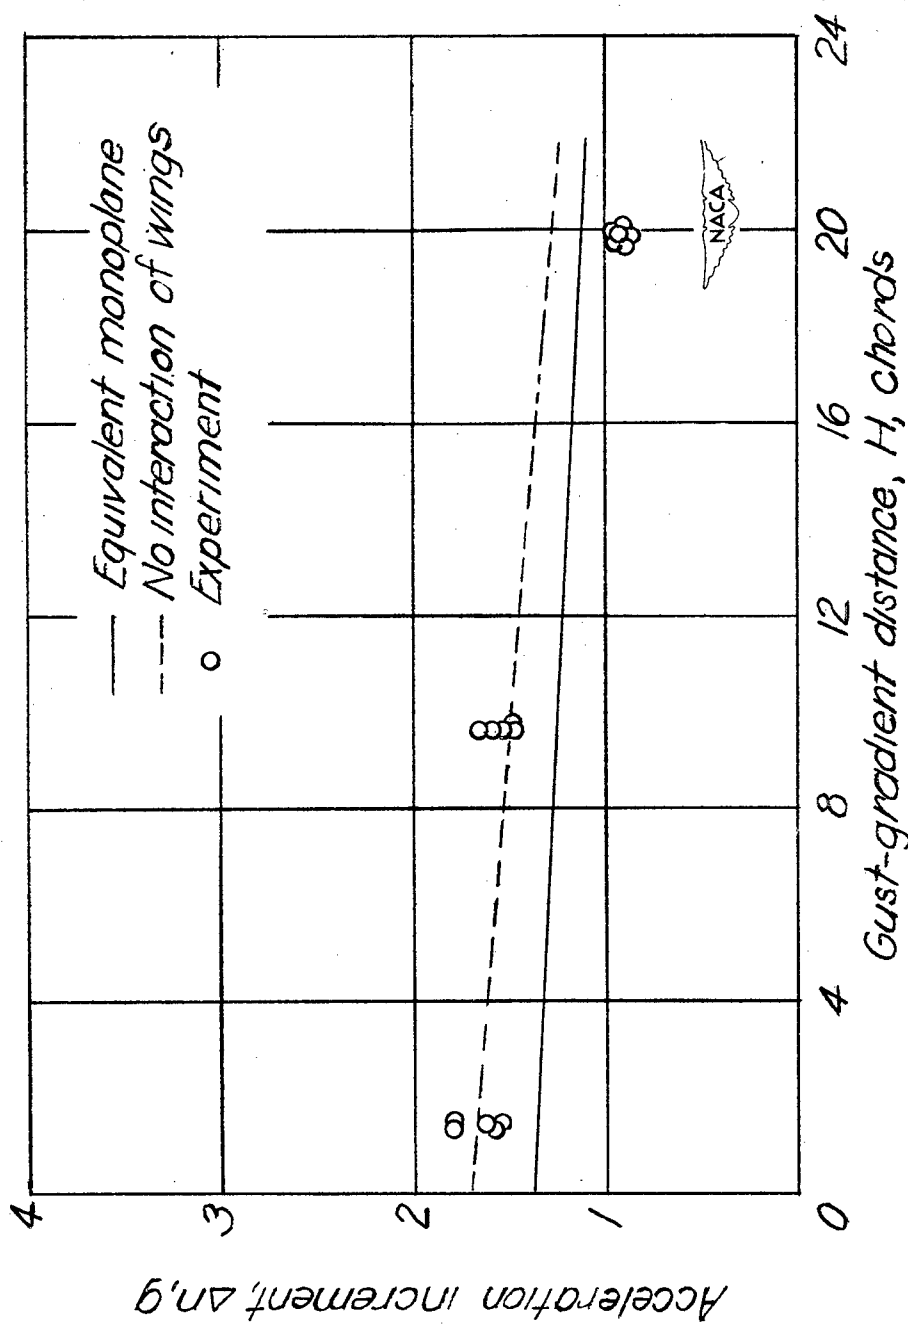 4
3
2
1
0
4
8
12
16
20
24
Acceleration increment, Δn, g
Gust-gradient distance, H, chords
Equivalent monoplane
No interaction of wings
Experiment
NACA